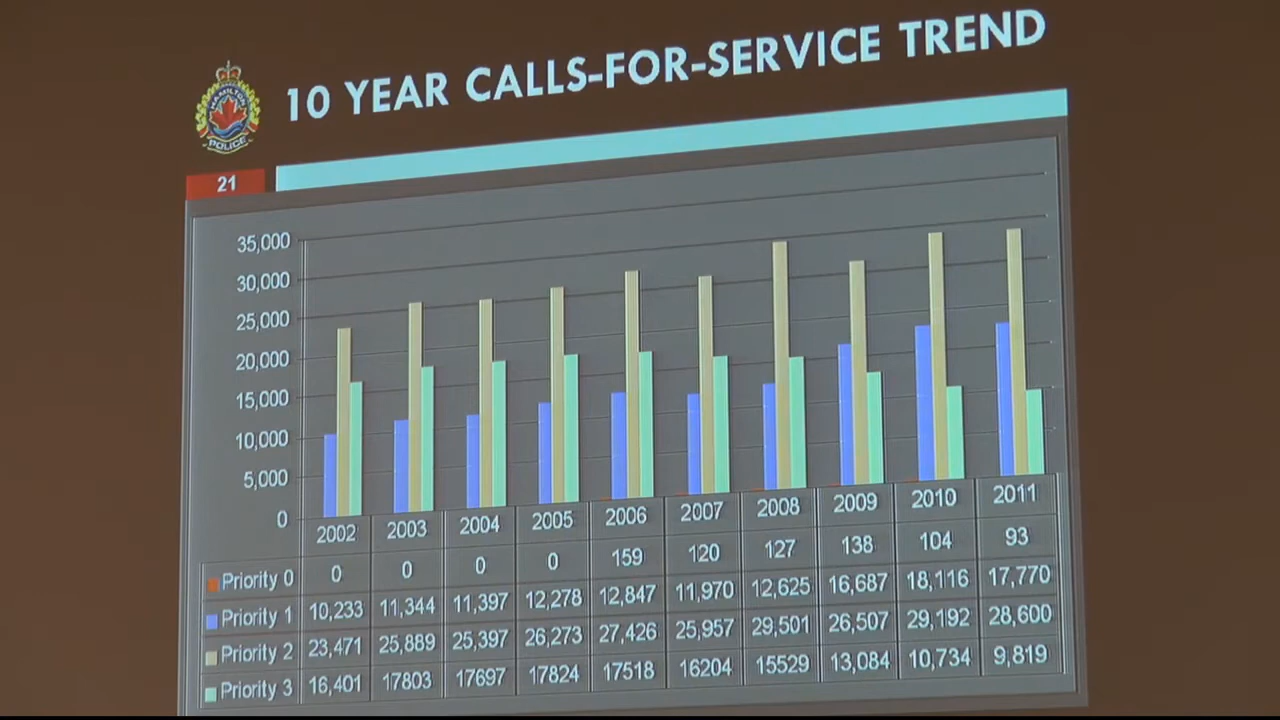 10 YEAR CALLS-FOR-SERVICE TREND
HAMILTON
POLICE
21
35,000
30,000
25,000
20,000
15,000
10,000
5,000
0
2002 2003 2004 2005 2006 2007 2008 2009 2010 2011
Priority 0 0 0 0 0 159 120 127 138 104 93
Priority 1 10,233 11,344 11,397 12,278 12,847 11,970 12,625 16,687 18,116 17,770
Priority 2 23,471 25,889 25,397 26,273 27,426 25,957 29,501 26,507 29,192 28,600
Priority 3 16,401 17803 17697 17824 17518 16204 15529 13,084 10,734 9,819